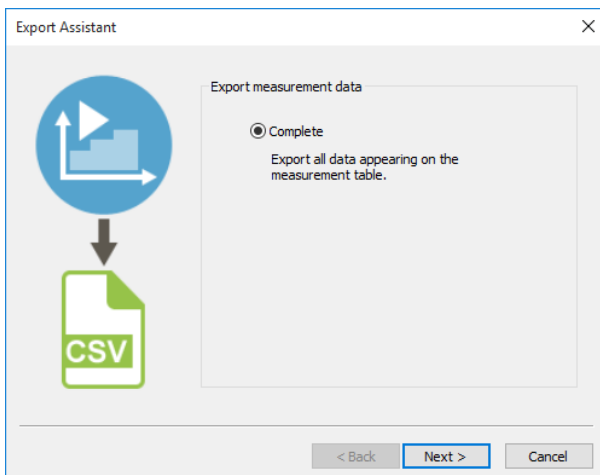 Export Assistant
Export measurement data
Complete
Export all data appearing on the
measurement table.
CSV
< Back
Next >
Cancel